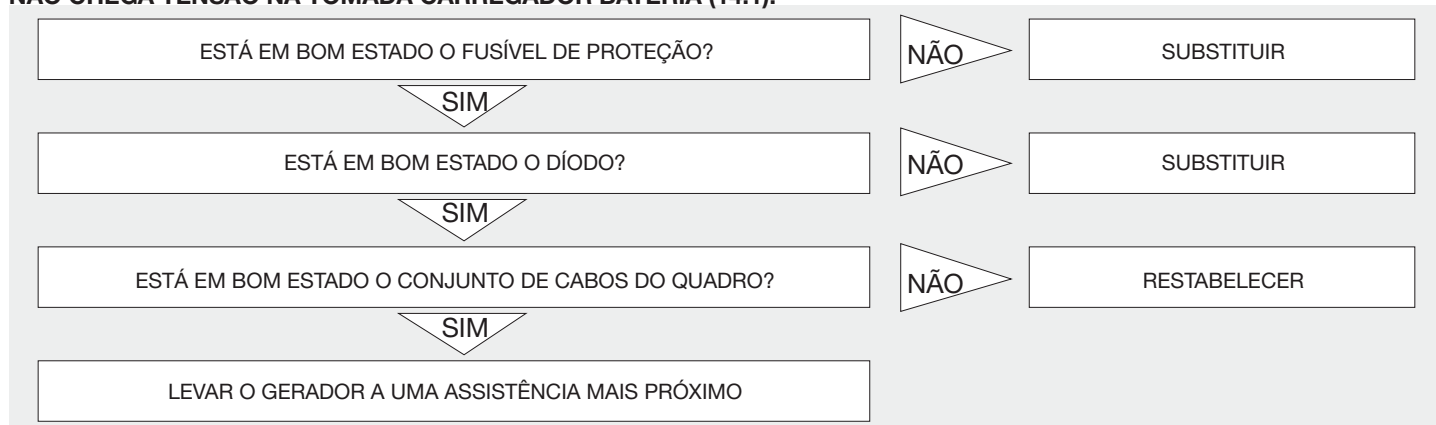 NÃO CHEGA TENSÃO NA TOMADA CARREGADOR BATERIA (14.1).
ESTÁ EM BOM ESTADO O FUSÍVEL DE PROTEÇÃO?
NÃO
SUBSTITUIR
SIM
ESTÁ EM BOM ESTADO O DÍODO?
NÃO
SUBSTITUIR
SIM
ESTÁ EM BOM ESTADO O CONJUNTO DE CABOS DO QUADRO?
NÃO
RESTABELECER
SIM
LEVAR O GERADOR A UMA ASSISTÊNCIA MAIS PRÓXIMO